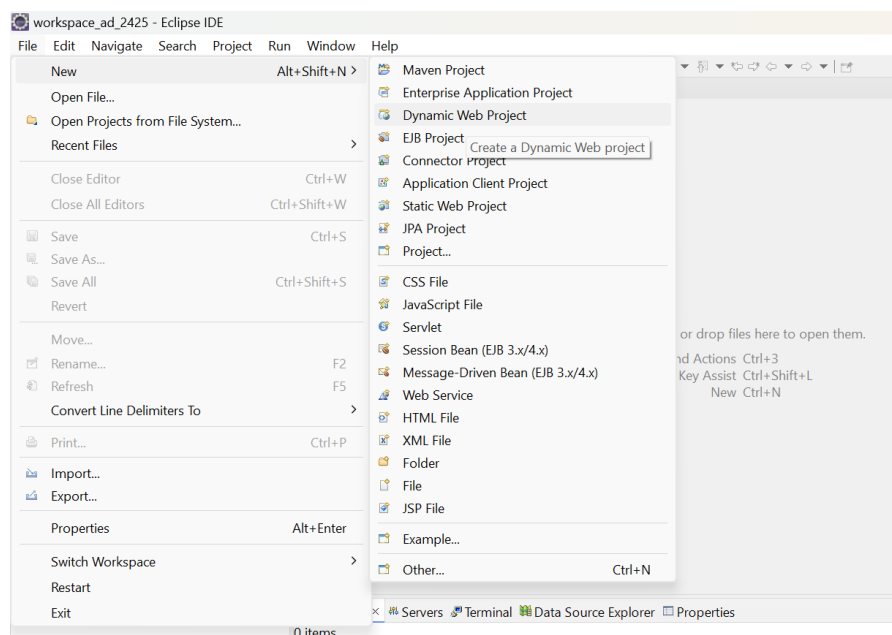 workspace_ad_2425 - Eclipse IDE
File Edit Navigate Search Project Run Window Help
New Alt+Shift+N >
Open File...
Open Projects from File System...
Recent Files >
Close Editor Ctrl+W
Close All Editors Ctrl+Shift+W
Save Ctrl+S
Save As...
Save All Ctrl+Shift+S
Revert
Move...
Rename... F2
Refresh F5
Convert Line Delimiters To >
Print... Ctrl+P
Import...
Export...
Properties Alt+Enter
Switch Workspace >
Restart
Exit
Maven Project
Enterprise Application Project
Dynamic Web Project
EJB Project
Create a Dynamic Web project
Connector Project
Application Client Project
Static Web Project
JPA Project
Project...
CSS File
JavaScript File
Servlet
Session Bean (EJB 3.x/4.x)
Message-Driven Bean (EJB 3.x/4.x)
Web Service
HTML File
XML File
Folder
File
JSP File
Example...
Other... Ctrl+N
or drop files here to open them.
nd Actions Ctrl+3
Key Assist Ctrl+Shift+L
New Ctrl+N
Servers Terminal Data Source Explorer Properties
0 items